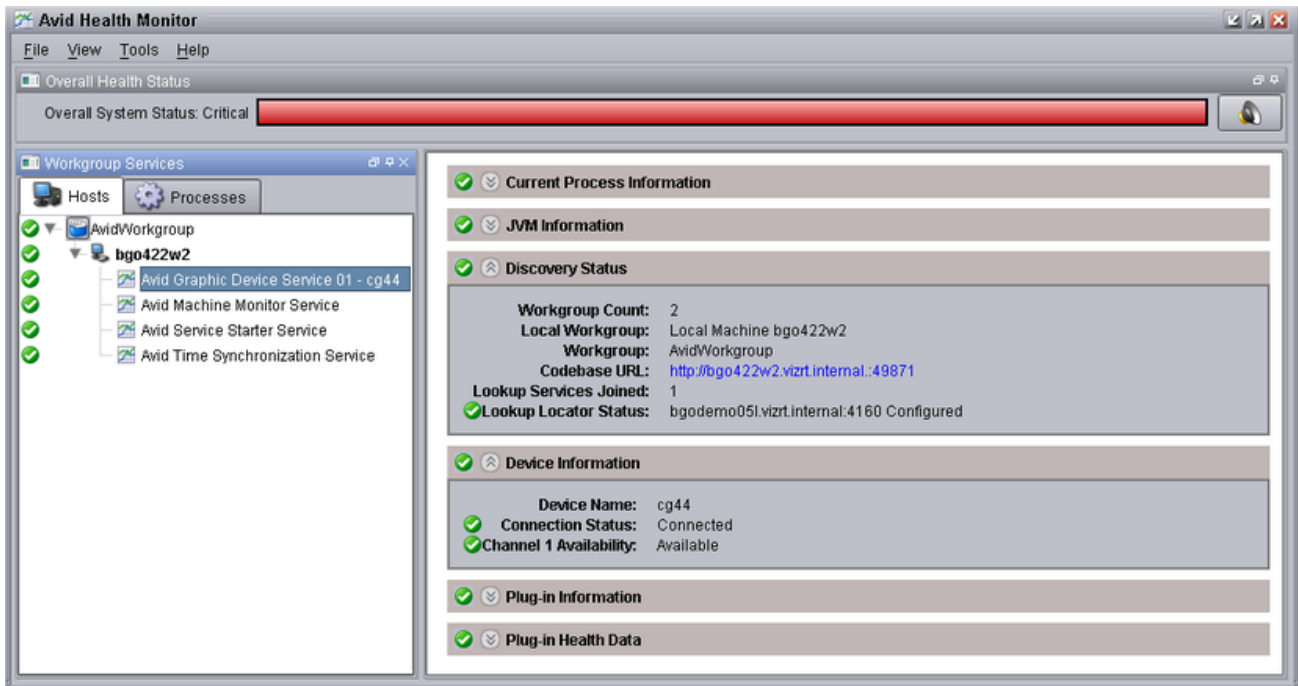 Avid Health Monitor
File View Tools Help
Overall Health Status
Overall System Status: Critical
Workgroup Services
Hosts Processes
AvidWorkgroup
bgo422w2
Avid Graphic Device Service 01 - cg44
Avid Machine Monitor Service
Avid Service Starter Service
Avid Time Synchronization Service
Current Process Information
JVM Information
Discovery Status
Workgroup Count: 2
Local Workgroup: Local Machine bgo422w2
Workgroup: AvidWorkgroup
Codebase URL: http://bgo422w2.vizrt.internal.:49871
Lookup Services Joined: 1
Lookup Locator Status: bgodemo05l.vizrt.internal:4160 Configured
Device Information
Device Name: cg44
Connection Status: Connected
Channel 1 Availability: Available
Plug-in Information
Plug-in Health Data